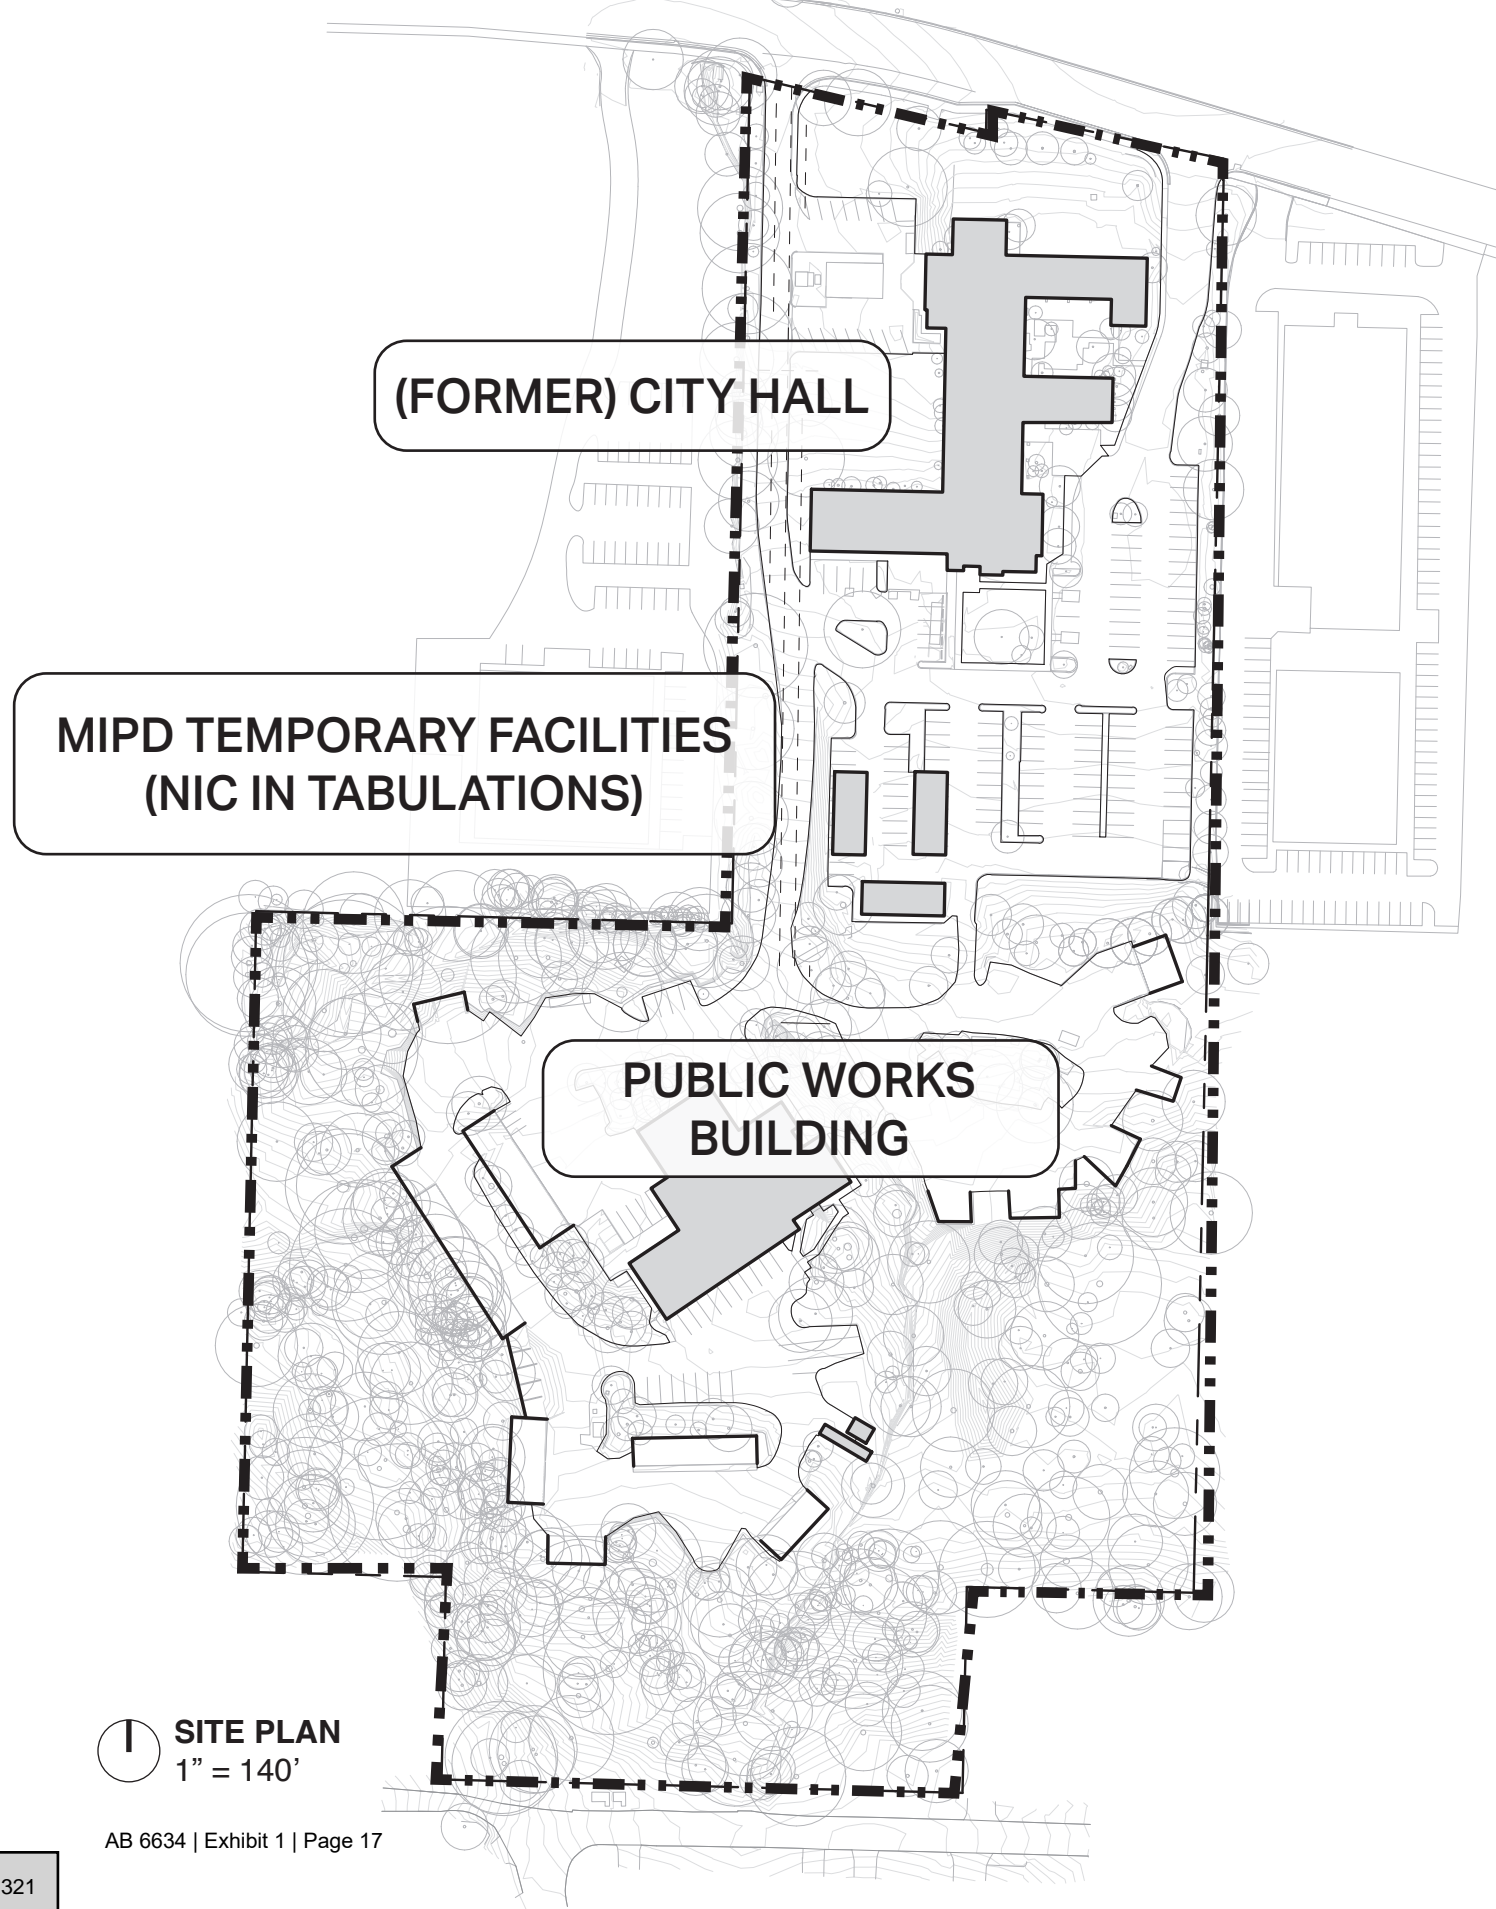 (FORMER) CITY HALL
MIPD TEMPORARY FACILITIES
(NIC IN TABULATIONS)
PUBLIC WORKS
BUILDING
SITE PLAN
1” = 140’
AB 6634 | Exhibit 1 | Page 17
321